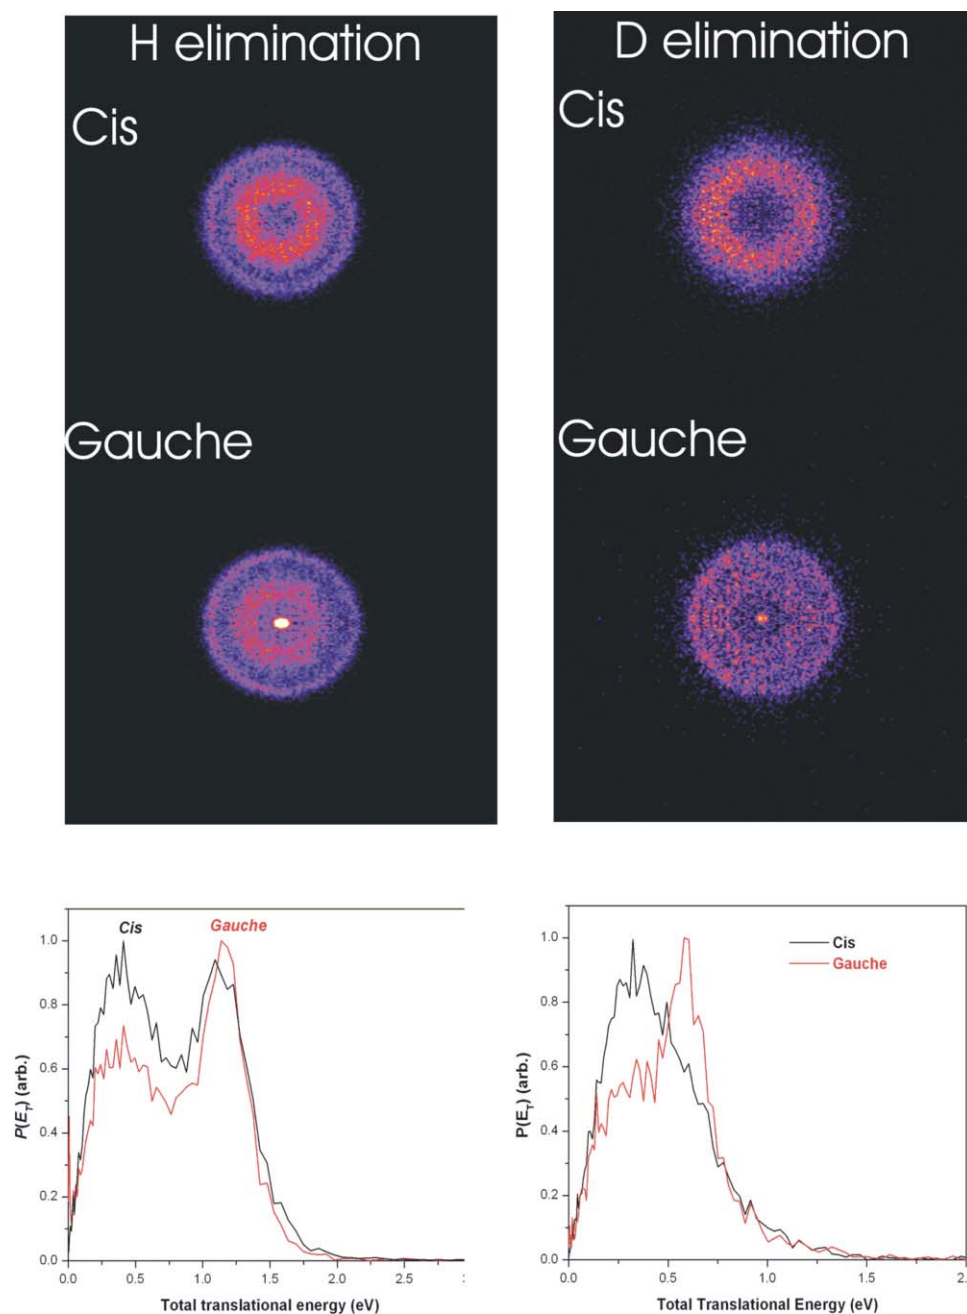 H elimination
Cis
Gauche
D elimination
Cis
Gauche
Cis
Gauche
1.0
0.8
0.6
0.4
0.2
0.0
P(E_T) (arb.)
0.0 0.5 1.0 1.5 2.0 2.5
Total translational energy (eV)
Cis
Gauche
1.0
0.8
0.6
0.4
0.2
0.0
P(E_T) (arb.)
0.0 0.5 1.0 1.5
Total Translational Energy (eV)